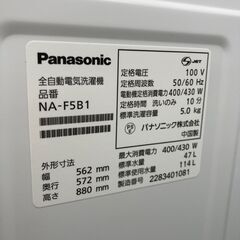 Panasonic
全自動電気洗濯機
品番
NA-F5B1
外形寸法
幅 562 mm
奥行 572 mm
高さ 880 mm
JET
定格電圧 100 V
定格周波数 50/60 Hz
電動機定格消費電力 400/430 W
定格時間 洗いのみ 10 分
標準洗濯容量 5.0 kg
パナソニック株式会社
中国製
最大消費電力 400/430 W
標準水量 47 L
標準使用水量 114 L
製造番号 2283401081